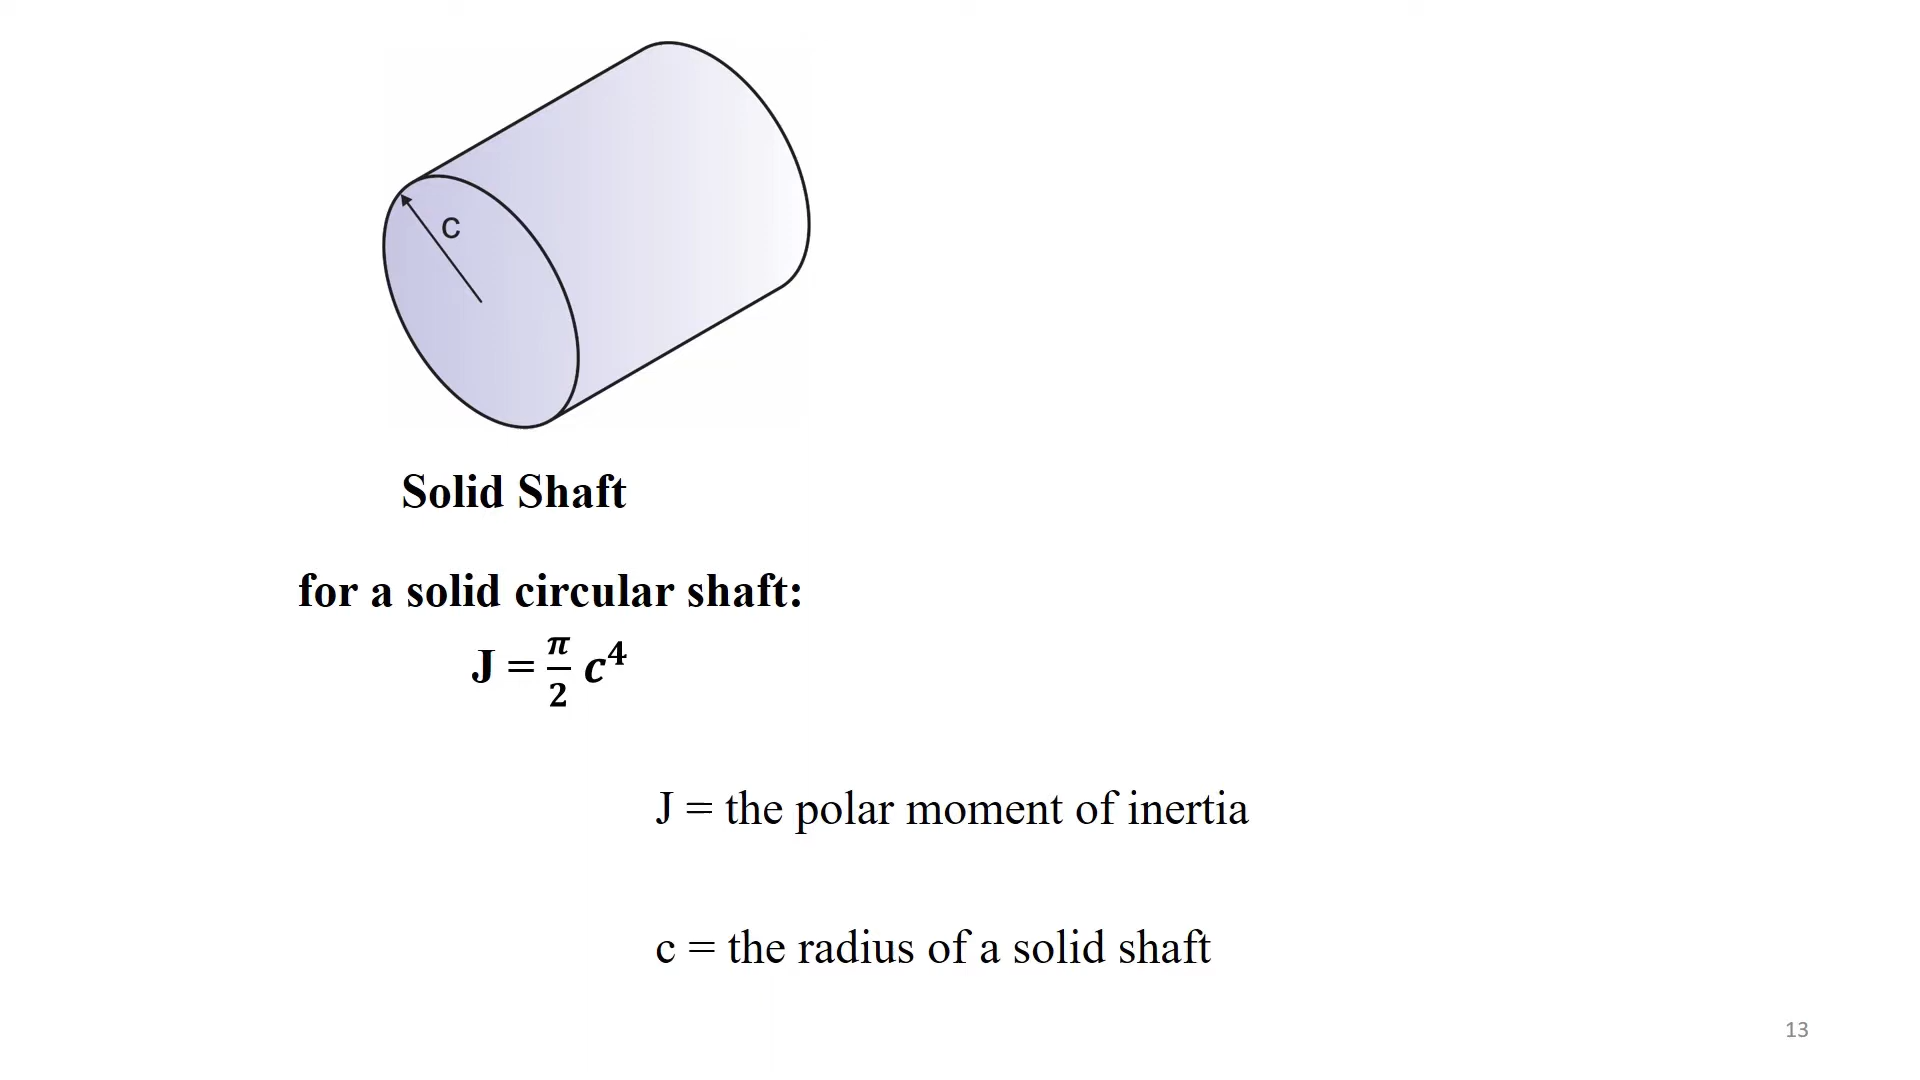 C
Solid Shaft
for a solid circular shaft:
J = π/2 c⁴
J = the polar moment of inertia
c = the radius of a solid shaft
13